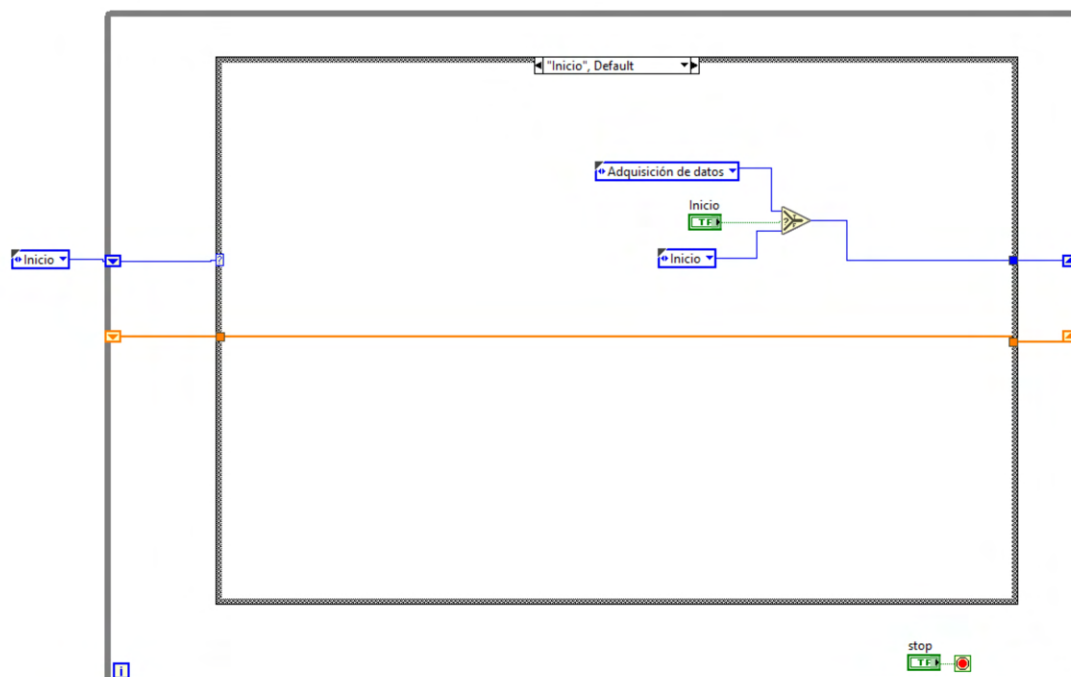 "Inicio", Default
Adquisición de datos
Inicio
TF
Inicio
Inicio
?
i
stop
TF